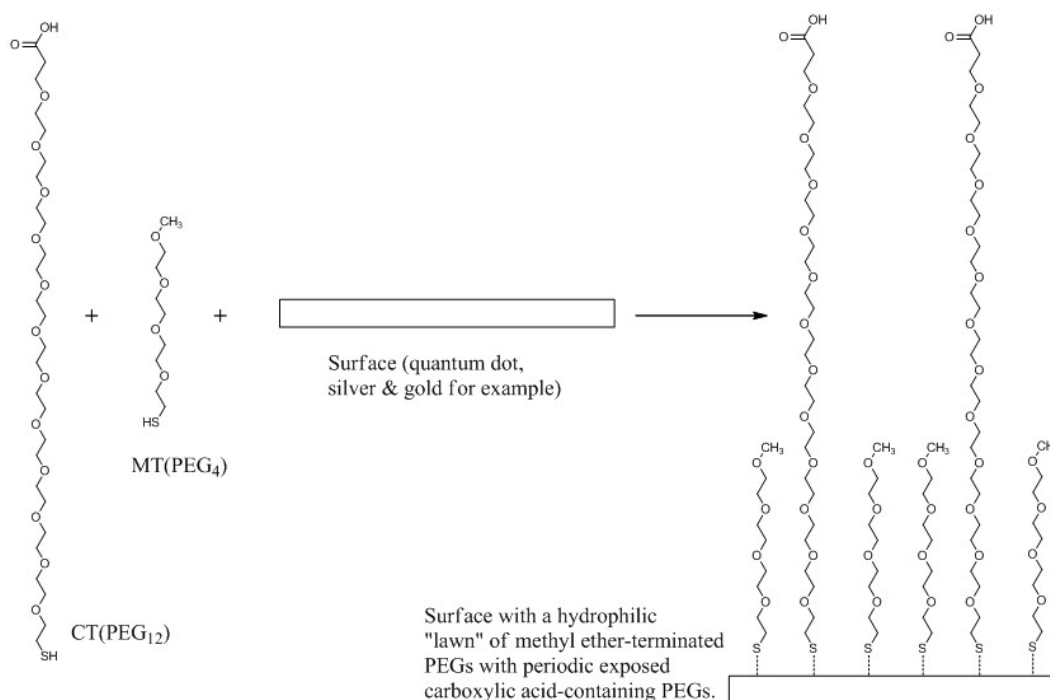 OH
O
O
O
O
O
O
O
O
O
O
O
O
O
SH
CT(PEG₁₂)
+
CH₃
O
O
O
O
HS
MT(PEG₄)
+
Surface (quantum dot,
silver & gold for example)
OH
O
O
O
O
O
O
O
O
O
O
O
O
O
S
OH
O
O
O
O
O
O
O
O
O
O
O
O
O
S
CH₃
O
O
O
O
S
CH₃
O
O
O
O
S
CH₃
O
O
O
O
S
O
O
O
O
S
Surface with a hydrophilic
"lawn" of methyl ether-terminated
PEGs with periodic exposed
carboxylic acid-containing PEGs.